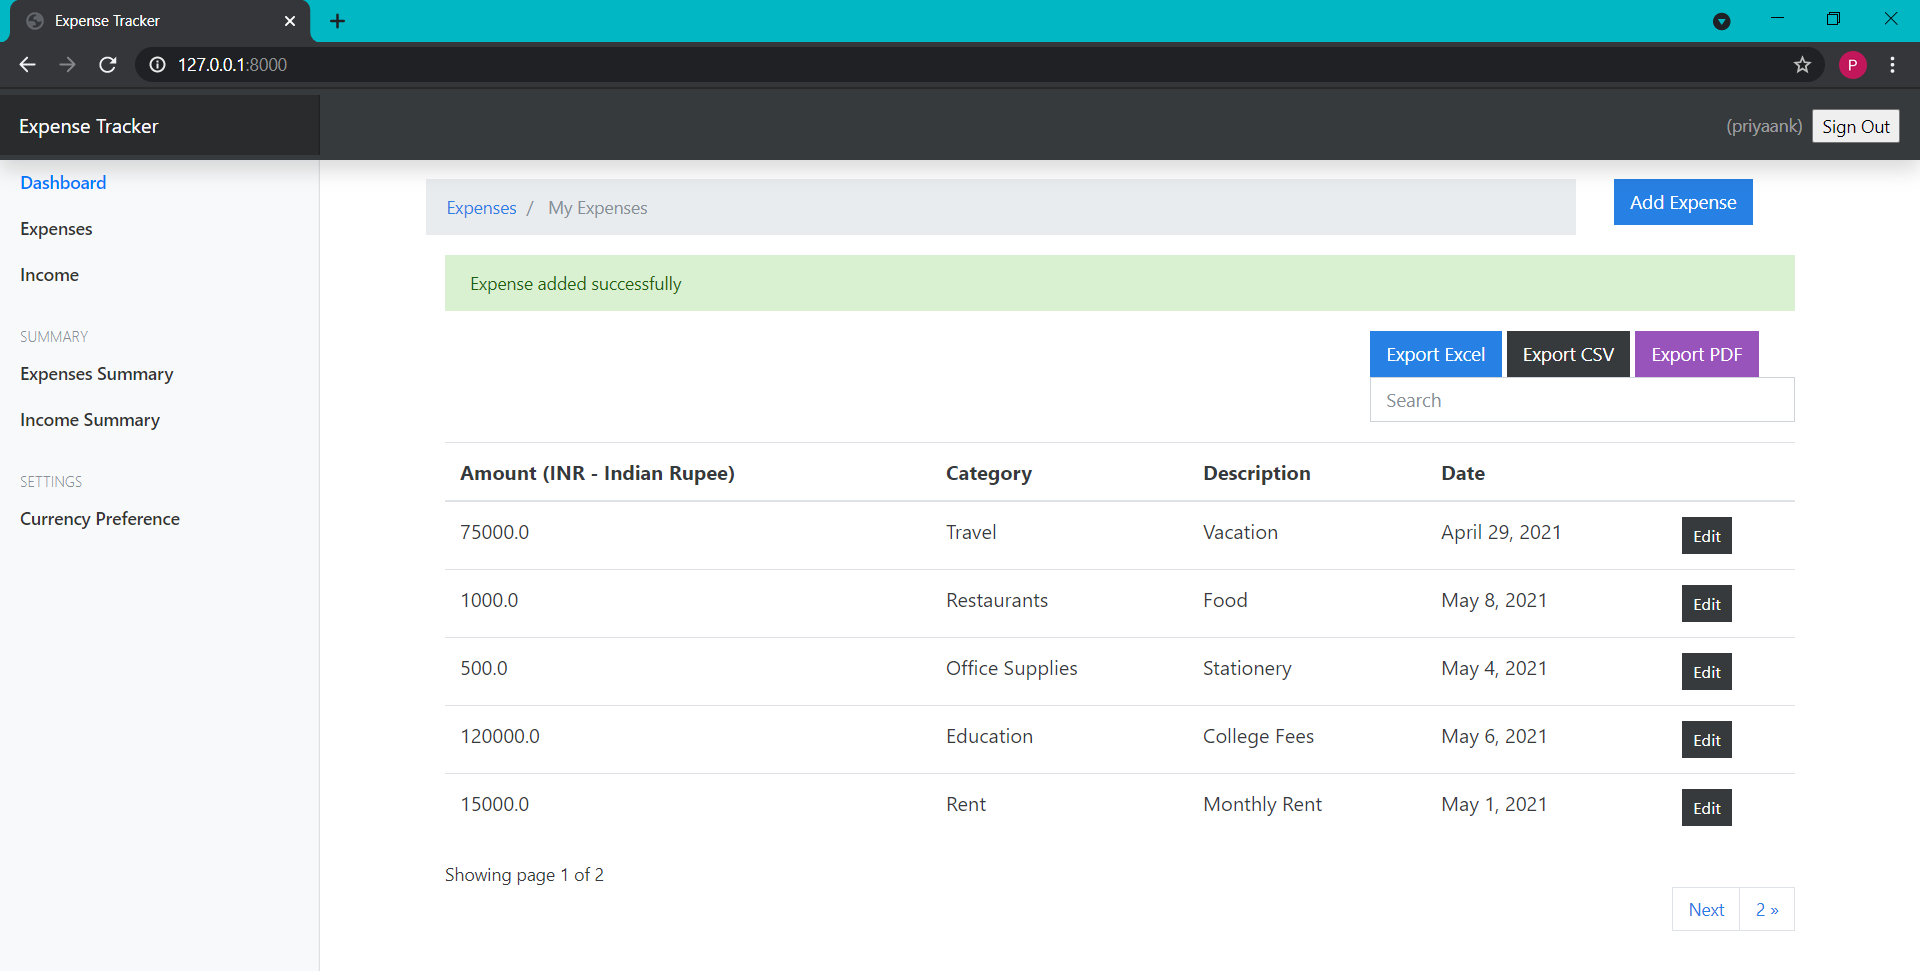 Expense Tracker
127.0.0.1:8000
P
Expense Tracker
(priyaank) Sign Out
Dashboard
Expenses
Income
SUMMARY
Expenses Summary
Income Summary
SETTINGS
Currency Preference
Expenses / My Expenses
Add Expense
Expense added successfully
Export Excel Export CSV Export PDF
Search
Amount (INR - Indian Rupee) Category Description Date
75000.0 Travel Vacation April 29, 2021 Edit
1000.0 Restaurants Food May 8, 2021 Edit
500.0 Office Supplies Stationery May 4, 2021 Edit
120000.0 Education College Fees May 6, 2021 Edit
15000.0 Rent Monthly Rent May 1, 2021 Edit
Showing page 1 of 2
Next 2 »